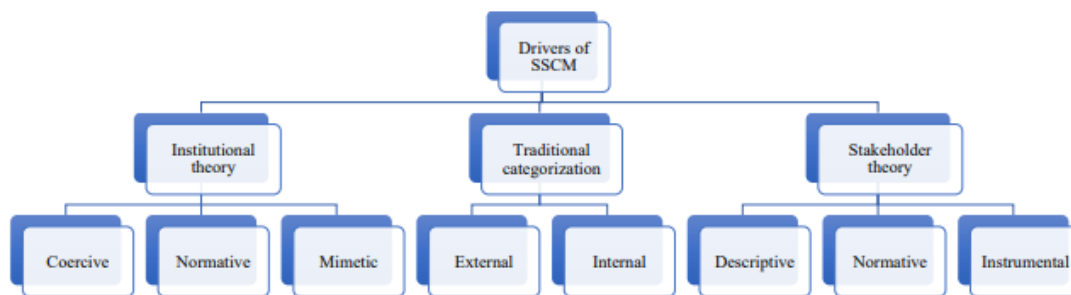 Drivers of
SSCM
Institutional
theory
Traditional
categorization
Stakeholder
theory
Coercive
Normative
Mimetic
External
Internal
Descriptive
Normative
Instrumental